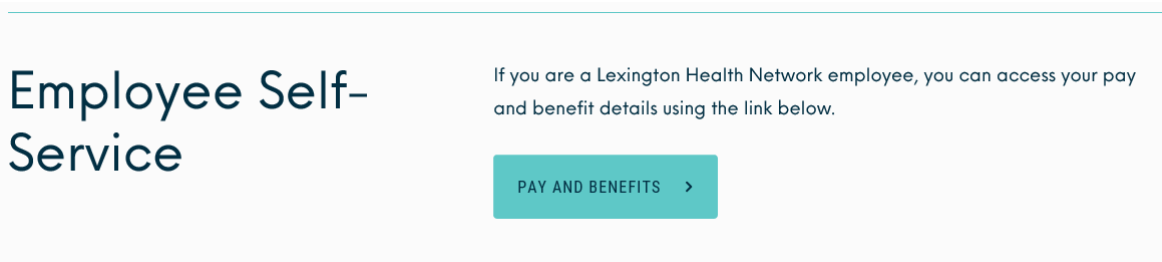 Employee Self-
Service
If you are a Lexington Health Network employee, you can access your pay
and benefit details using the link below.
PAY AND BENEFITS